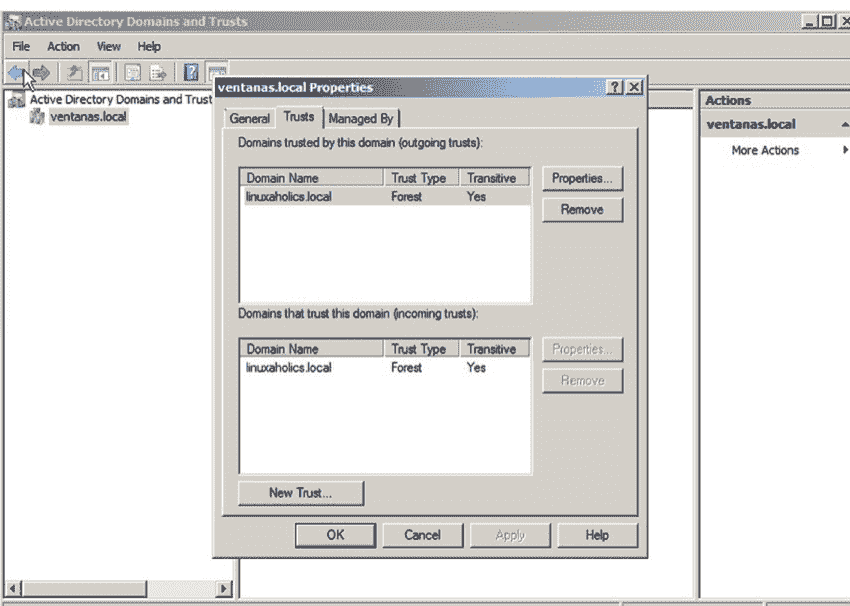 Active Directory Domains and Trusts
File Action View Help
Active Directory Domains and Trust
ventanas.local
ventanas.local Properties
General Trusts Managed By
Domains trusted by this domain (outgoing trusts):
Domain Name Trust Type Transitive
linuxaholics.local Forest Yes
Properties...
Remove
Domains that trust this domain (incoming trusts):
Domain Name Trust Type Transitive
linuxaholics.local Forest Yes
Properties...
Remove
New Trust...
OK Cancel Apply Help
Actions
ventanas.local
More Actions